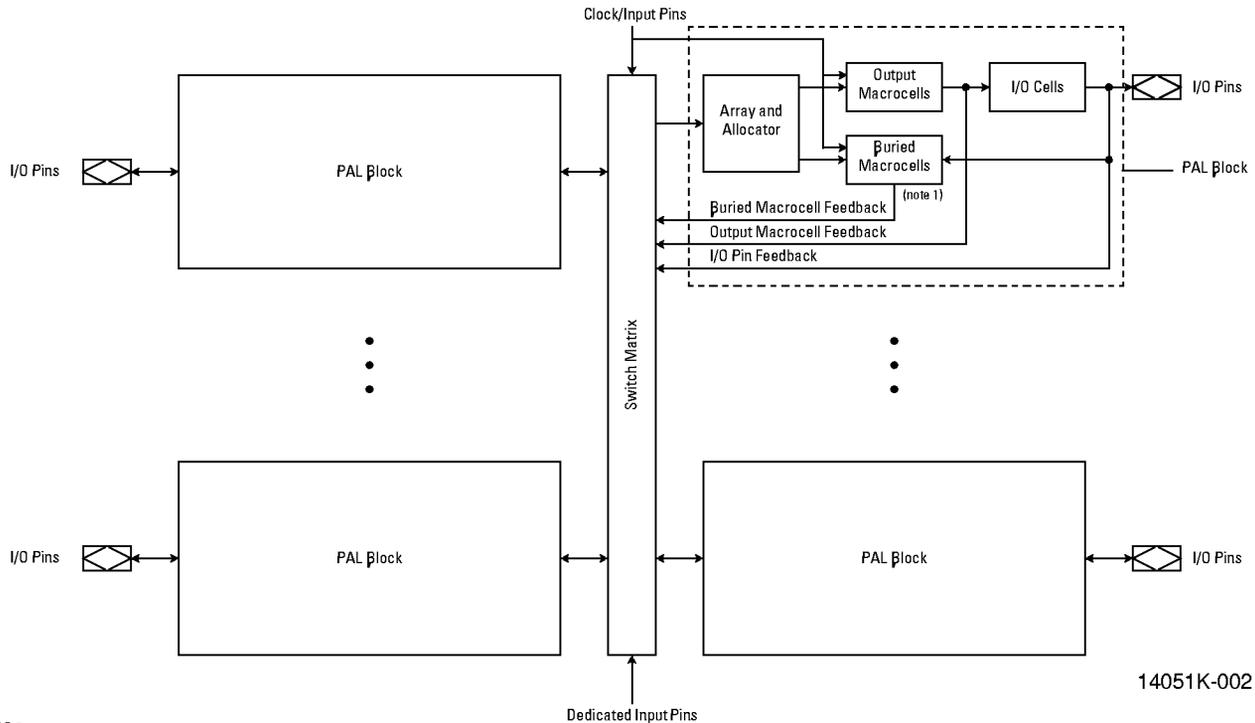 Clock/Input Pins
Output
Macrocells
I/O Cells
I/O Pins
Array and
Allocator
Buried
Macrocells
(note 1)
PAL Block
I/O Pins
PAL Block
Buried Macrocell Feedback
Output Macrocell Feedback
I/O Pin Feedback
Switch Matrix
I/O Pins
PAL Block
PAL Block
I/O Pins
14051K-002
Dedicated Input Pins